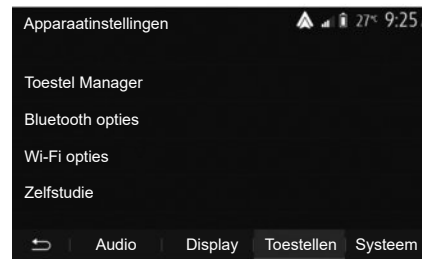 Apparaatinstellingen 27°C 9:25
Toestel Manager
Bluetooth opties
Wi-Fi opties
Zelfstudie
Audio Display Toestellen Systeem